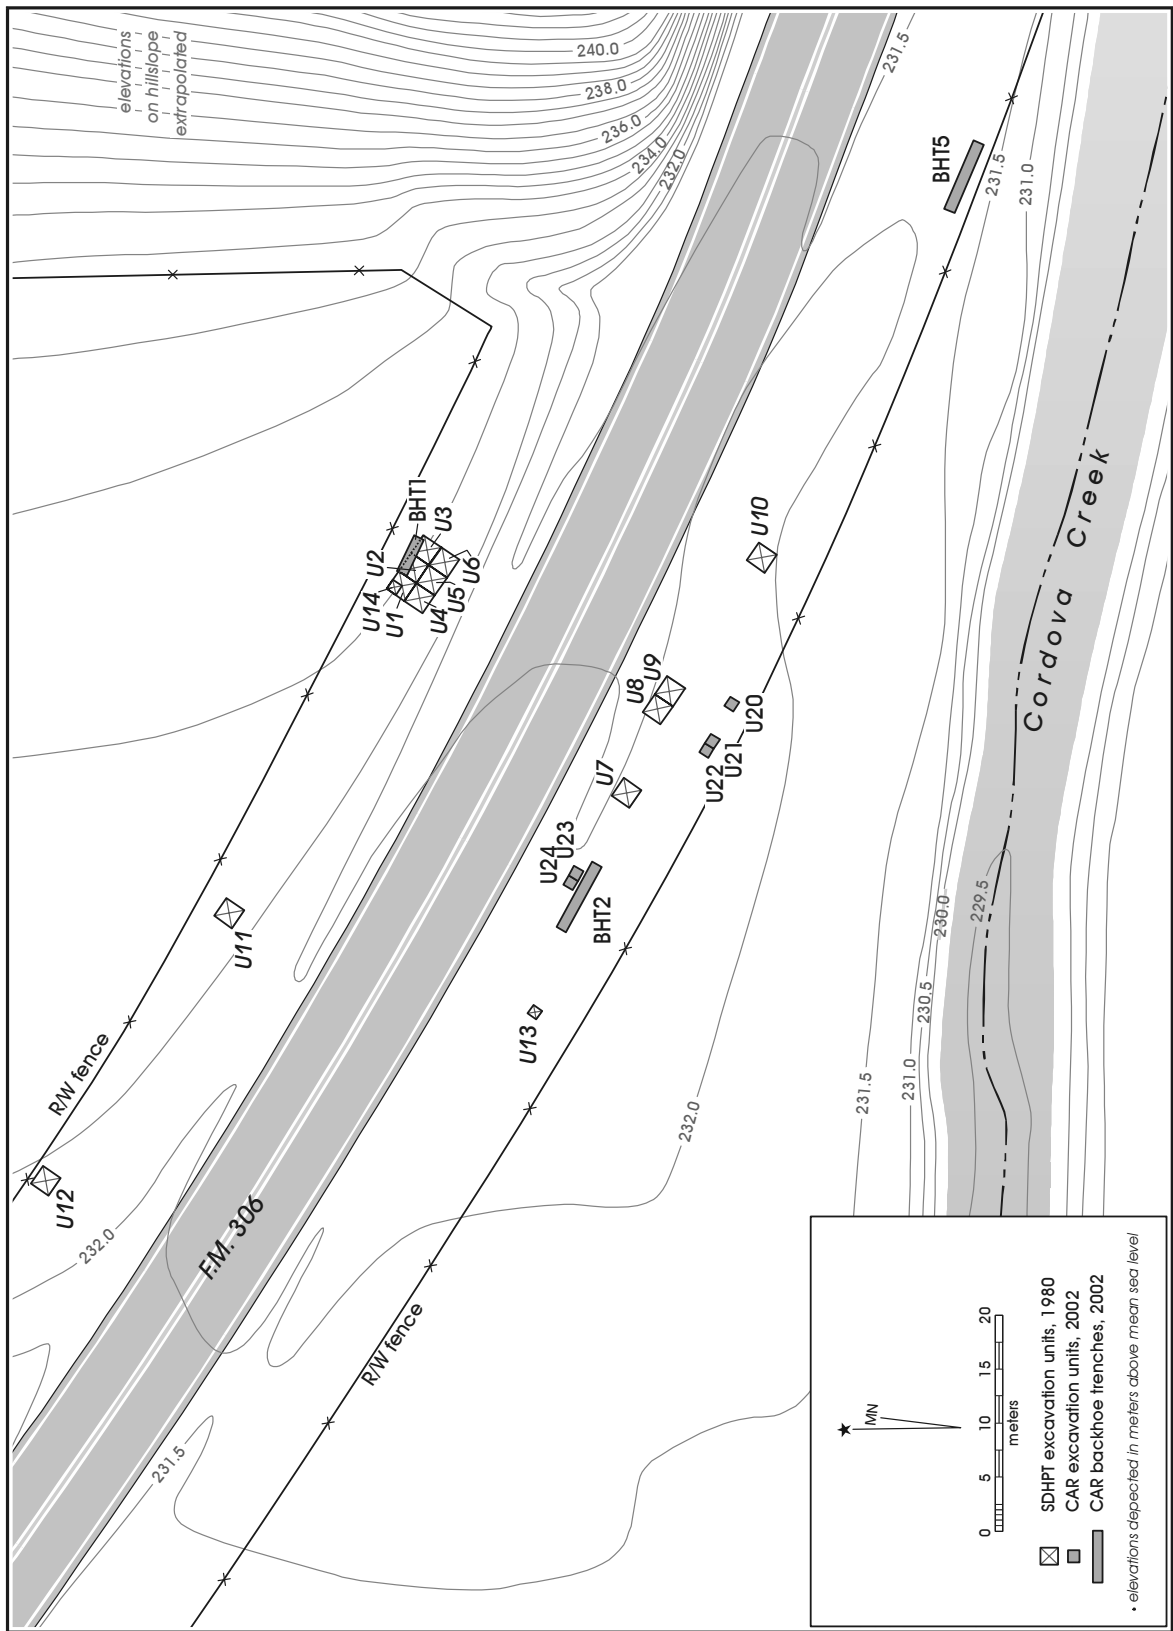 elevations
on hillslope
extrapolated
240.0
238.0
236.0
234.0
232.0
231.5
BHT5
231.5
231.0
BHT1
U3
U2
U6
U14
U1
U4
U5
U10
U9
U8
U7
U20
U21
U22
U23
U24
BHT2
U13
U11
U12
R/W fence
232.0
F.M. 306
R/W fence
231.5
232.0
231.5
231.0
230.5
230.0
229.5
Cordova Creek
MN
0 5 10 15 20
meters
SDHPT excavation units, 1980
CAR excavation units, 2002
CAR backhoe trenches, 2002
• elevations depected in meters above mean sea level